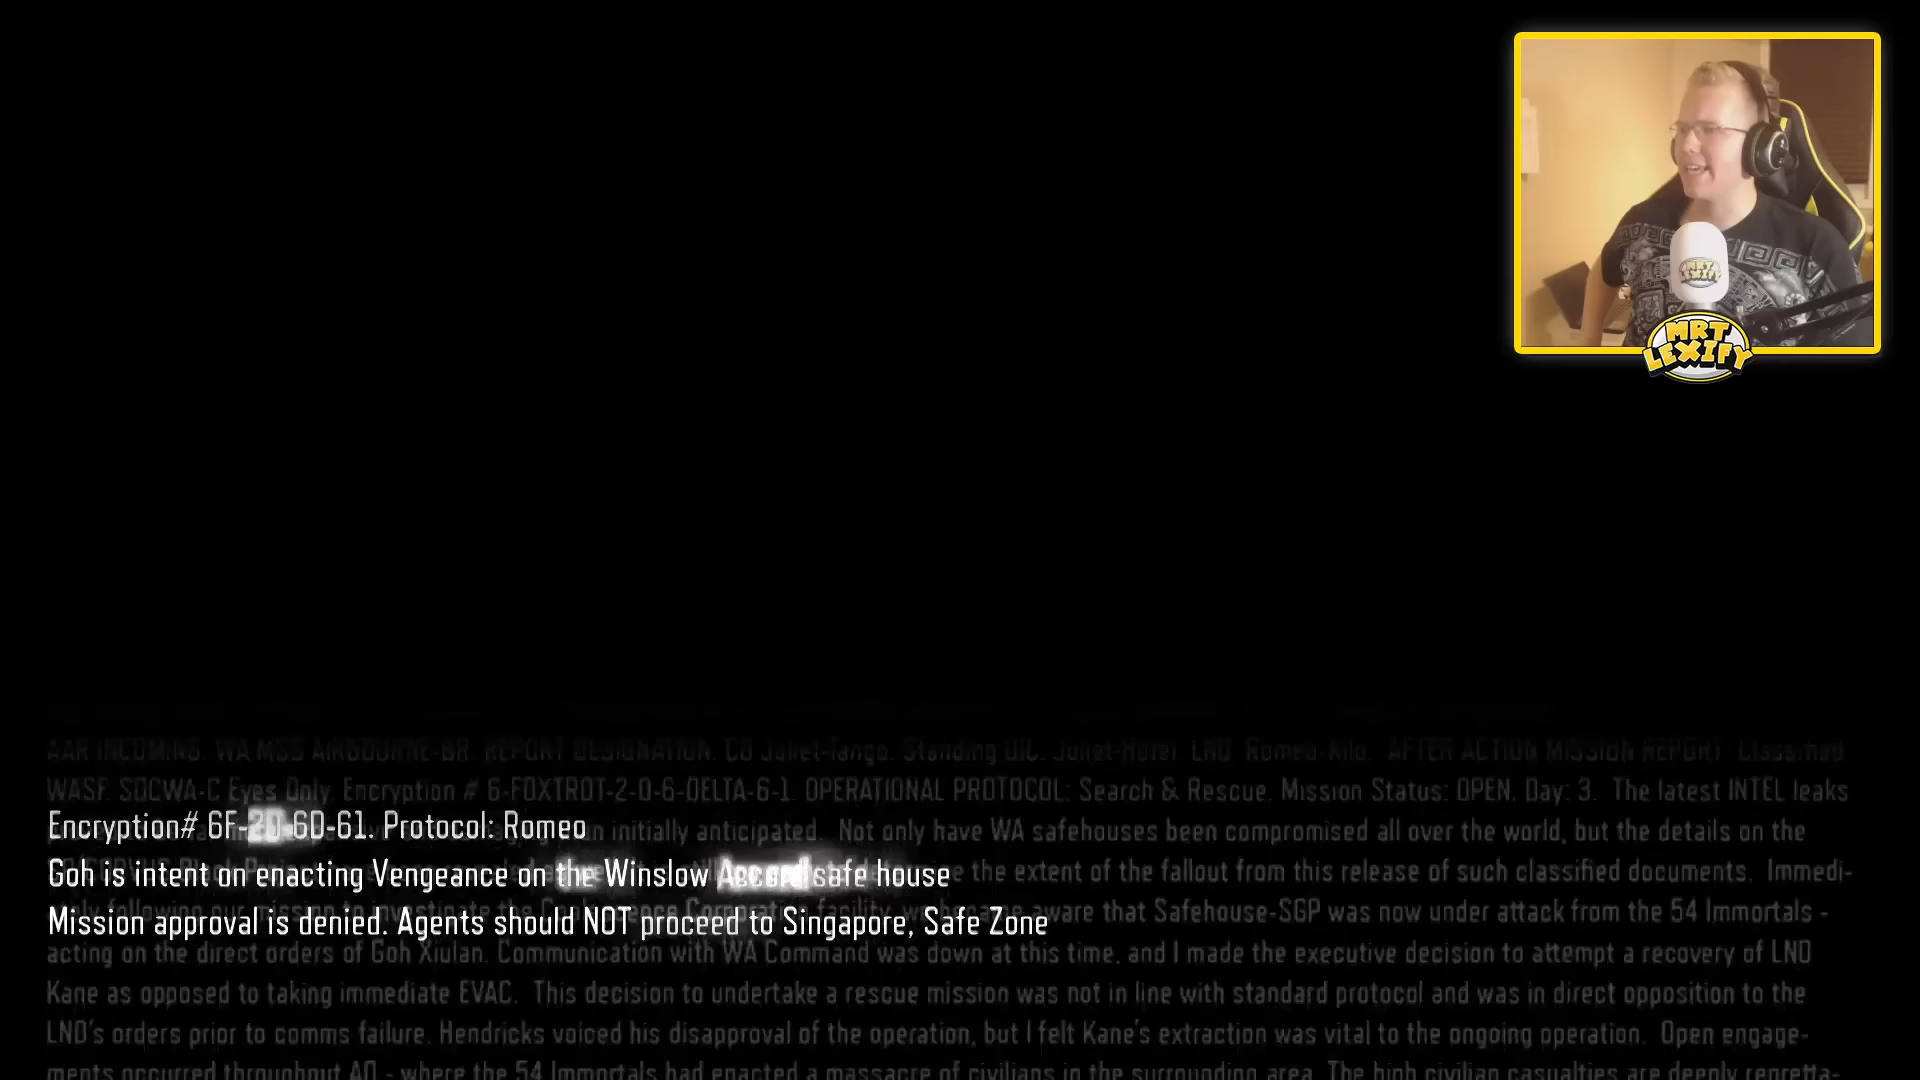 MRT
LEXIFY
MRT
LEXIFY
AAR INCOMING. WA MSS AIRBOURNE-6R. REPORT DESIGNATION. CO Juliet-Tango. Standing OIC. Juliet-Hotel. LNO Romeo-Kilo. AFTER ACTION MISSION REPORT. Classified
WASF. SOCWA-C Eyes Only. Encryption # 6-FOXTROT-2-0-6-DELTA-6-1. OPERATIONAL PROTOCOL: Search & Rescue. Mission Status: OPEN, Day: 3. The latest INTEL leaks
Encryption# 6F-20-6D-61. Protocol: Romeo
initially anticipated. Not only have WA safehouses been compromised all over the world, but the details on the
Goh is intent on enacting Vengeance on the Winslow Accord safe house
the extent of the fallout from this release of such classified documents. Immedi-
Mission approval is denied. Agents should NOT proceed to Singapore, Safe Zone
aware that Safehouse-SGP was now under attack from the 54 Immortals -
acting on the direct orders of Goh Xiulan. Communication with WA Command was down at this time, and I made the executive decision to attempt a recovery of LNO
Kane as opposed to taking immediate EVAC. This decision to undertake a rescue mission was not in line with standard protocol and was in direct opposition to the
LNO's orders prior to comms failure. Hendricks voiced his disapproval of the operation, but I felt Kane's extraction was vital to the ongoing operation. Open engage-
ments occurred throughout AO - where the 54 Immortals had enacted a massacre of civilians in the surrounding area. The high civilian casualties are deeply regretta-